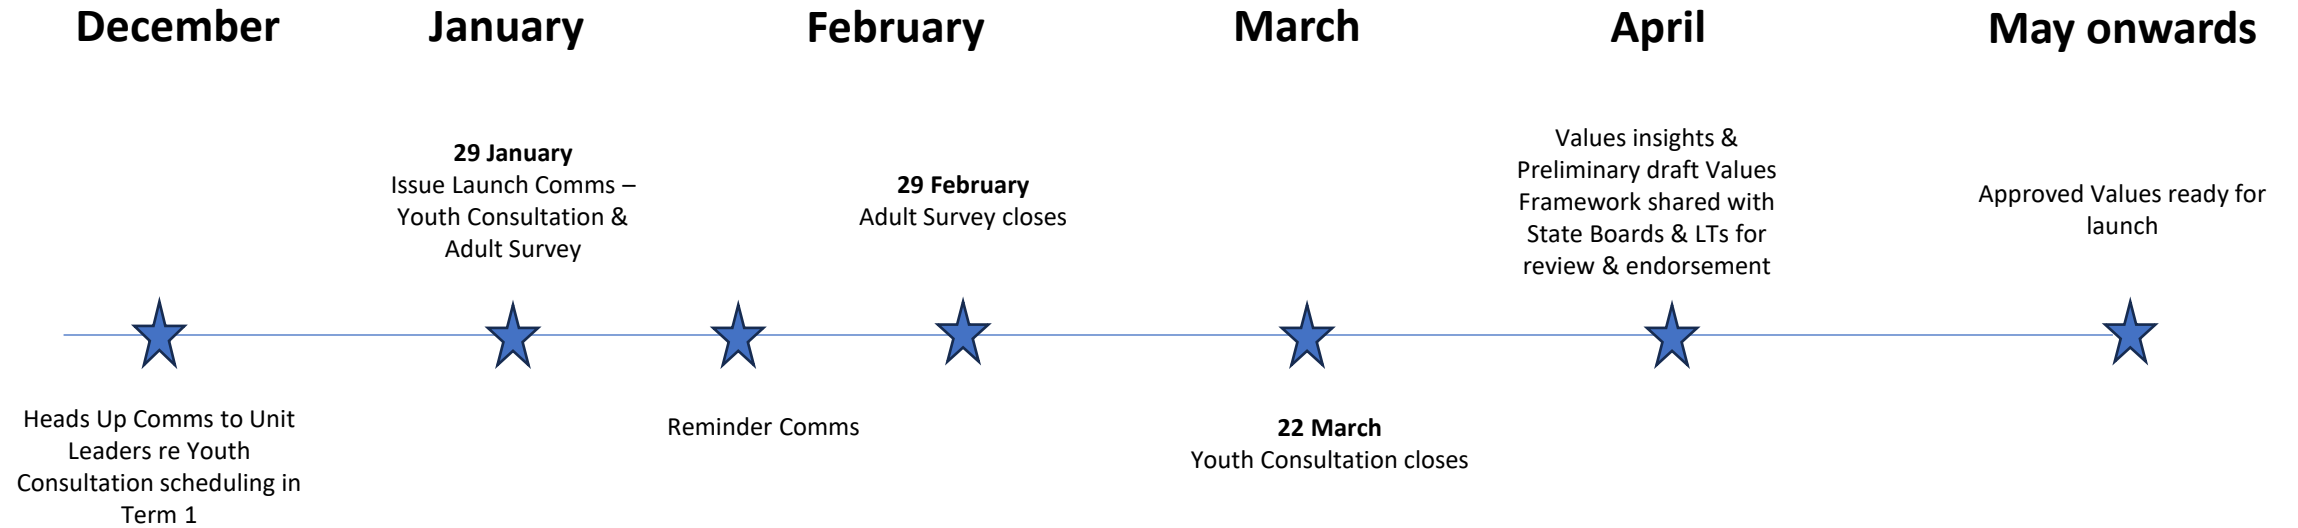 December
January
February
March
April
May onwards
29 January
Issue Launch Comms –
Youth Consultation &
Adult Survey
29 February
Adult Survey closes
Values insights &
Preliminary draft Values
Framework shared with
State Boards & LTs for
review & endorsement
Approved Values ready for
launch
Heads Up Comms to Unit
Leaders re Youth
Consultation scheduling in
Term 1
Reminder Comms
22 March
Youth Consultation closes